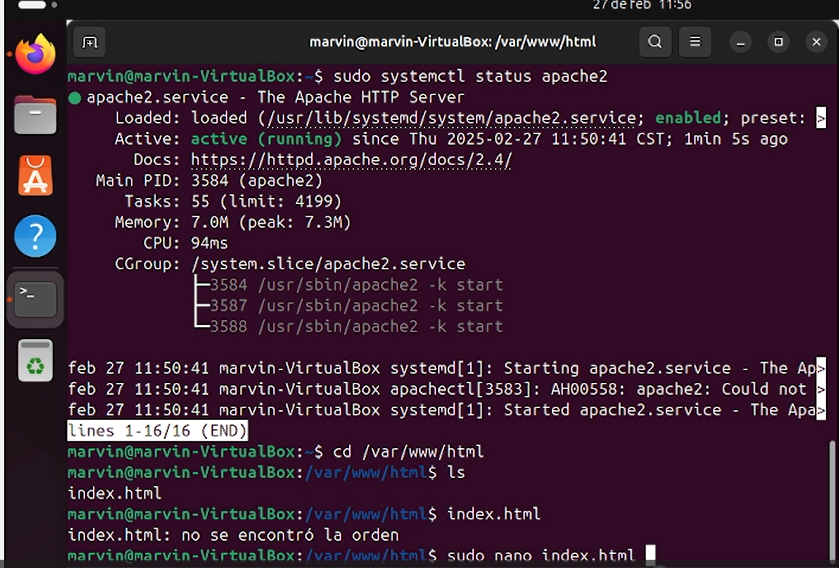 27 de feb 11:56
marvin@marvin-VirtualBox: /var/www/html
marvin@marvin-VirtualBox:~$ sudo systemctl status apache2
● apache2.service - The Apache HTTP Server
Loaded: loaded (/usr/lib/systemd/system/apache2.service; enabled; preset: >
Active: active (running) since Thu 2025-02-27 11:50:41 CST; 1min 5s ago
Docs: https://httpd.apache.org/docs/2.4/
Main PID: 3584 (apache2)
Tasks: 55 (limit: 4199)
Memory: 7.0M (peak: 7.3M)
CPU: 94ms
CGroup: /system.slice/apache2.service
├─3584 /usr/sbin/apache2 -k start
├─3587 /usr/sbin/apache2 -k start
└─3588 /usr/sbin/apache2 -k start
feb 27 11:50:41 marvin-VirtualBox systemd[1]: Starting apache2.service - The Ap>
feb 27 11:50:41 marvin-VirtualBox apachectl[3583]: AH00558: apache2: Could not >
feb 27 11:50:41 marvin-VirtualBox systemd[1]: Started apache2.service - The Apa>
lines 1-16/16 (END)
marvin@marvin-VirtualBox:~$ cd /var/www/html
marvin@marvin-VirtualBox:/var/www/html$ ls
index.html
marvin@marvin-VirtualBox:/var/www/html$ index.html
index.html: no se encontró la orden
marvin@marvin-VirtualBox:/var/www/html$ sudo nano index.html